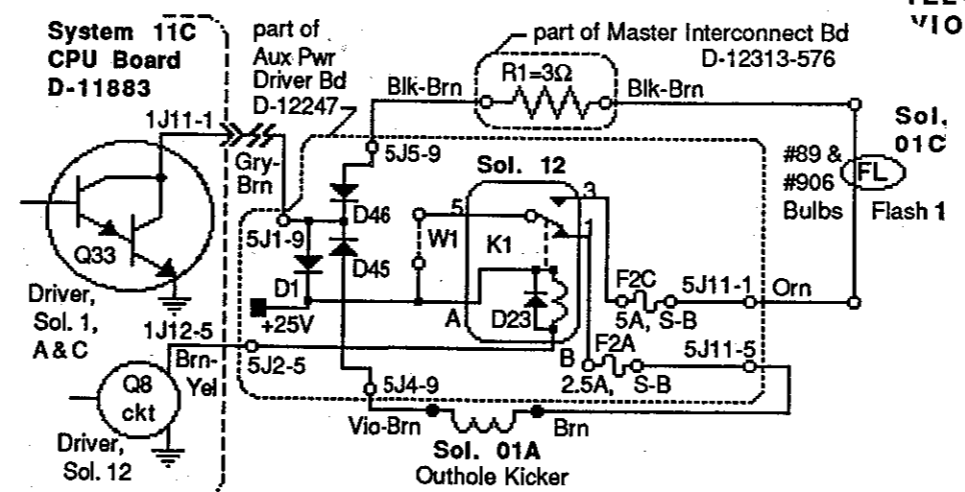 System 11C
CPU Board
D-11883
part of
Aux Pwr
Driver Bd
D-12247
part of Master Interconnect Bd
D-12313-576
R1=3Ω
Blk-Brn
Blk-Brn
1J11-1
Gry-
Brn
5J5-9
Sol. 12
Sol.
01C
#89 &
#906
Bulbs
FL
Flash 1
Q33
5J1-9
D46
D45
D1
W1
5
K1
3
1
Driver,
Sol. 1,
A & C
+25V
A
D23
F2C
5A, S-B
5J11-1
Orn
1J12-5
Brn-
Yel
5J2-5
B
F2A
2.5A, S-B
5J11-5
Q8
ckt
5J4-9
Driver,
Sol. 12
Vio-Brn
Brn
Sol. 01A
Outhole Kicker